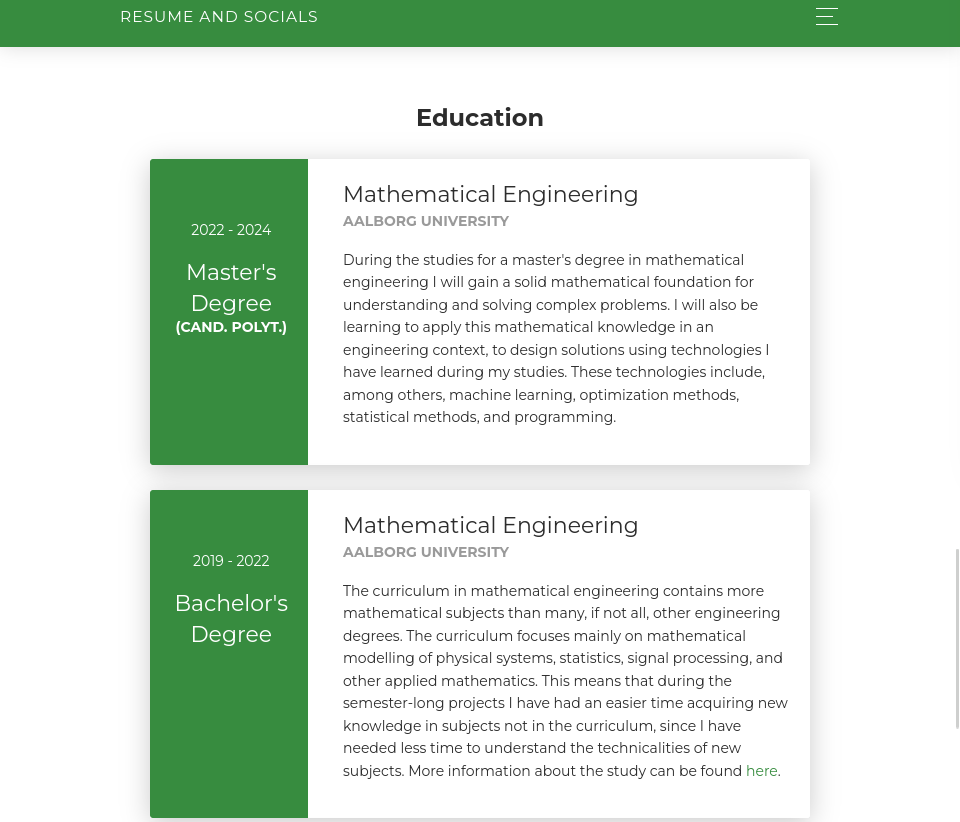 RESUME AND SOCIALS
Education
2022 - 2024
Master's
Degree
(CAND. POLYT.)
Mathematical Engineering
AALBORG UNIVERSITY
During the studies for a master's degree in mathematical
engineering I will gain a solid mathematical foundation for
understanding and solving complex problems. I will also be
learning to apply this mathematical knowledge in an
engineering context, to design solutions using technologies I
have learned during my studies. These technologies include,
among others, machine learning, optimization methods,
statistical methods, and programming.
2019 - 2022
Bachelor's
Degree
Mathematical Engineering
AALBORG UNIVERSITY
The curriculum in mathematical engineering contains more
mathematical subjects than many, if not all, other engineering
degrees. The curriculum focuses mainly on mathematical
modelling of physical systems, statistics, signal processing, and
other applied mathematics. This means that during the
semester-long projects I have had an easier time acquiring new
knowledge in subjects not in the curriculum, since I have
needed less time to understand the technicalities of new
subjects. More information about the study can be found here.